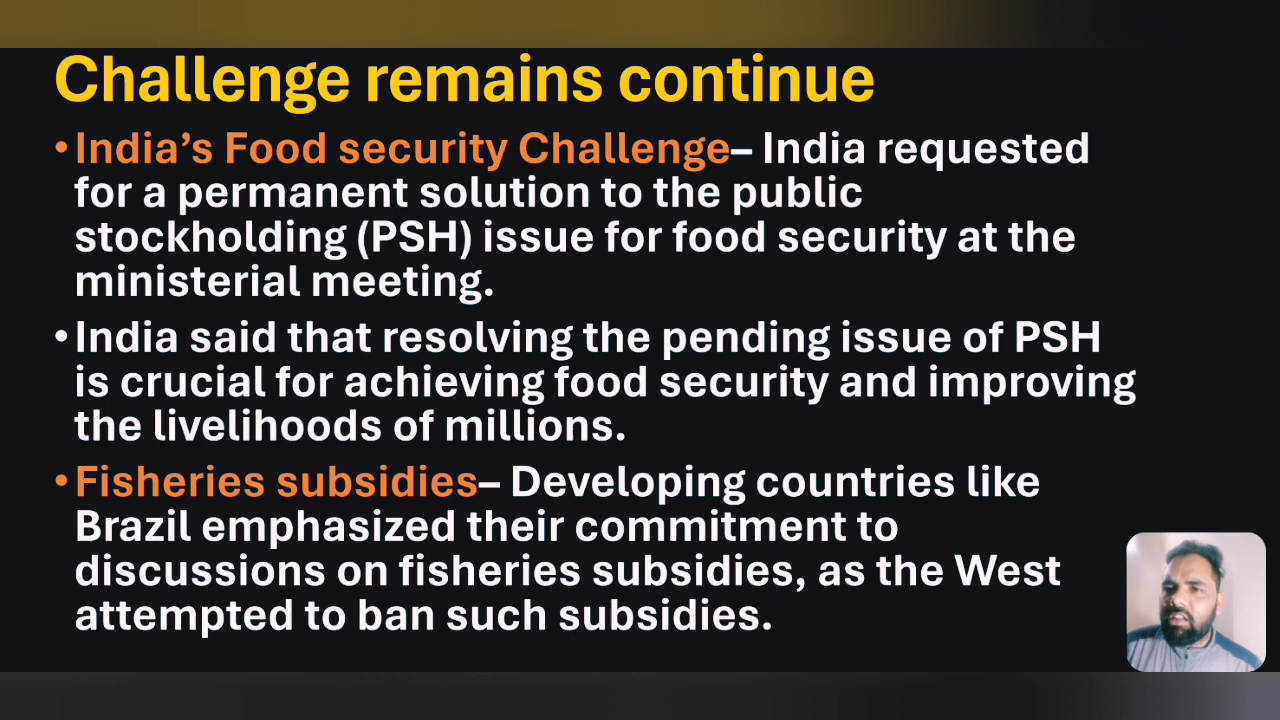 Challenge remains continue
•India's Food security Challenge– India requested
for a permanent solution to the public
stockholding (PSH) issue for food security at the
ministerial meeting.
•India said that resolving the pending issue of PSH
is crucial for achieving food security and improving
the livelihoods of millions.
•Fisheries subsidies– Developing countries like
Brazil emphasized their commitment to
discussions on fisheries subsidies, as the West
attempted to ban such subsidies.